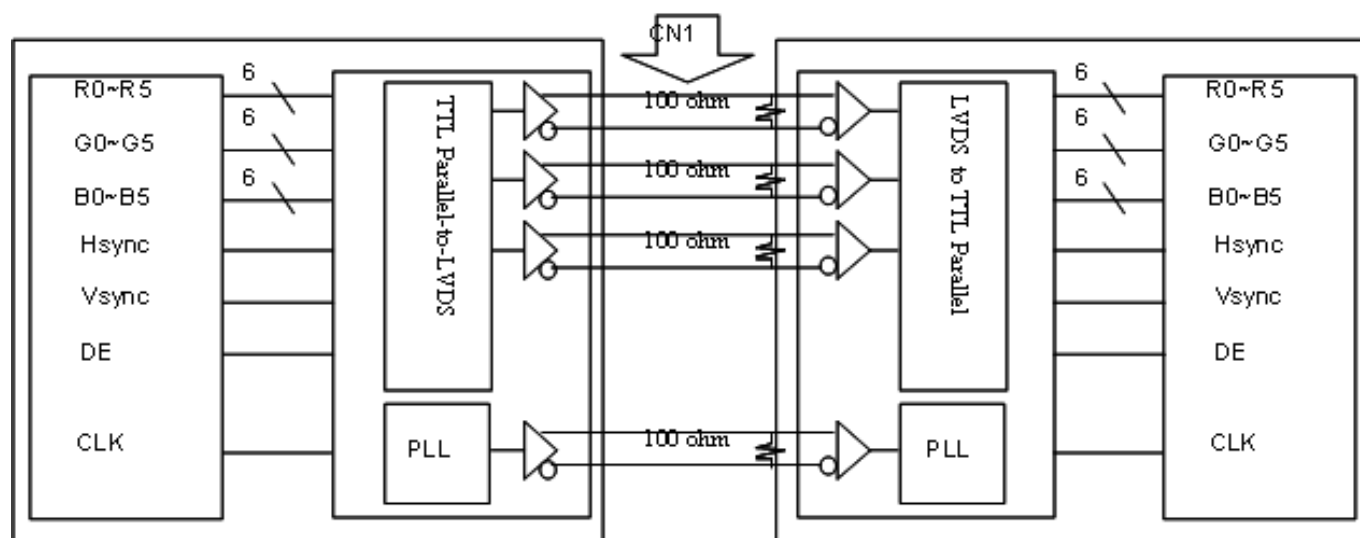 CN1
6
R0~R5
6
G0~G5
6
B0~B5
Hsync
Vsync
DE
CLK
TTL Parallel-to-LVDS
PLL
100 ohm
100 ohm
100 ohm
100 ohm
LVDS to TTL Parallel
PLL
6
R0~R5
6
G0~G5
6
B0~B5
Hsync
Vsync
DE
CLK